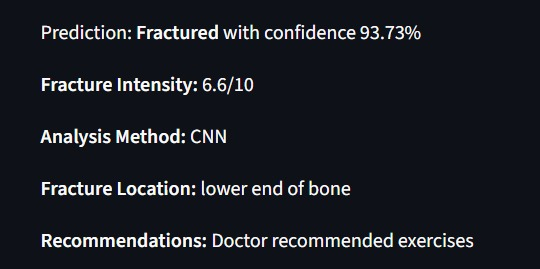 Prediction: Fractured with confidence 93.73%
Fracture Intensity: 6.6/10
Analysis Method: CNN
Fracture Location: lower end of bone
Recommendations: Doctor recommended exercises